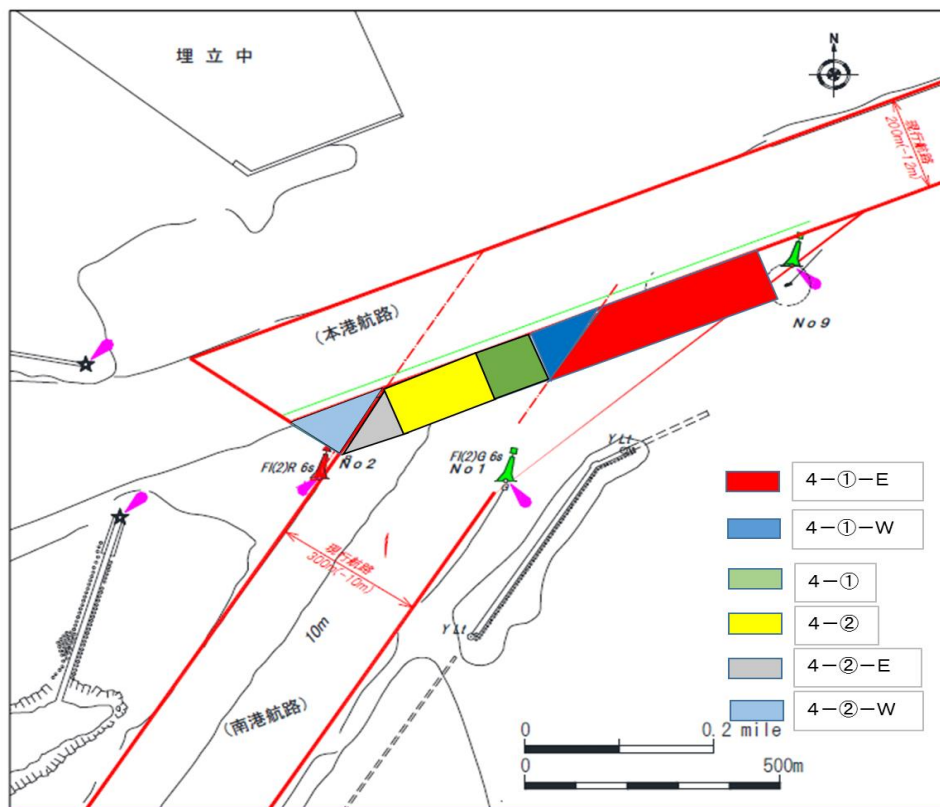 埋立中
N
現行航路
200m(-12m)
(本港航路)
No9
Fl(2)R 6s
No2
Fl(2)G 6s
No1
Y Lt
現行航路
300m(-10m)
10m
Y Lt
(南港航路)
4-①-E
4-①-W
4-①
4-②
4-②-E
4-②-W
0 0.2 mile
0 500m